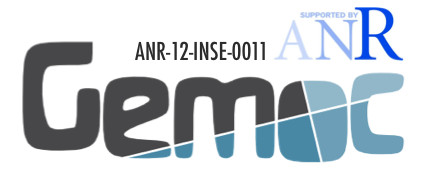 SUPPORTED BY
ANR-12-INSE-0011 ANR
Gemoc